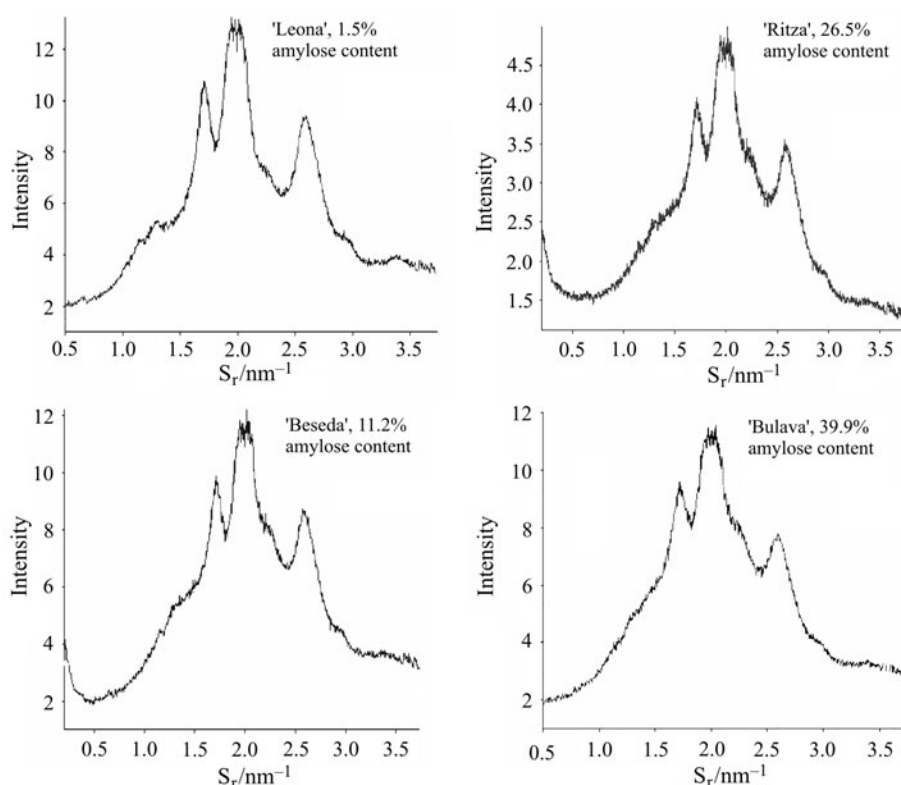 'Leona', 1.5%
amylose content
12
10
8
6
4
2
Intensity
0.5 1.0 1.5 2.0 2.5 3.0 3.5
Sᵣ/nm⁻¹
'Ritza', 26.5%
amylose content
4.5
4.0
3.5
3.0
2.5
2.0
1.5
Intensity
0.5 1.0 1.5 2.0 2.5 3.0 3.5
Sᵣ/nm⁻¹
'Beseda', 11.2%
amylose content
12
10
8
6
4
2
Intensity
0.5 1.0 1.5 2.0 2.5 3.0 3.5
Sᵣ/nm⁻¹
'Bulava', 39.9%
amylose content
12
10
8
6
4
2
Intensity
0.5 1.0 1.5 2.0 2.5 3.0 3.5
Sᵣ/nm⁻¹